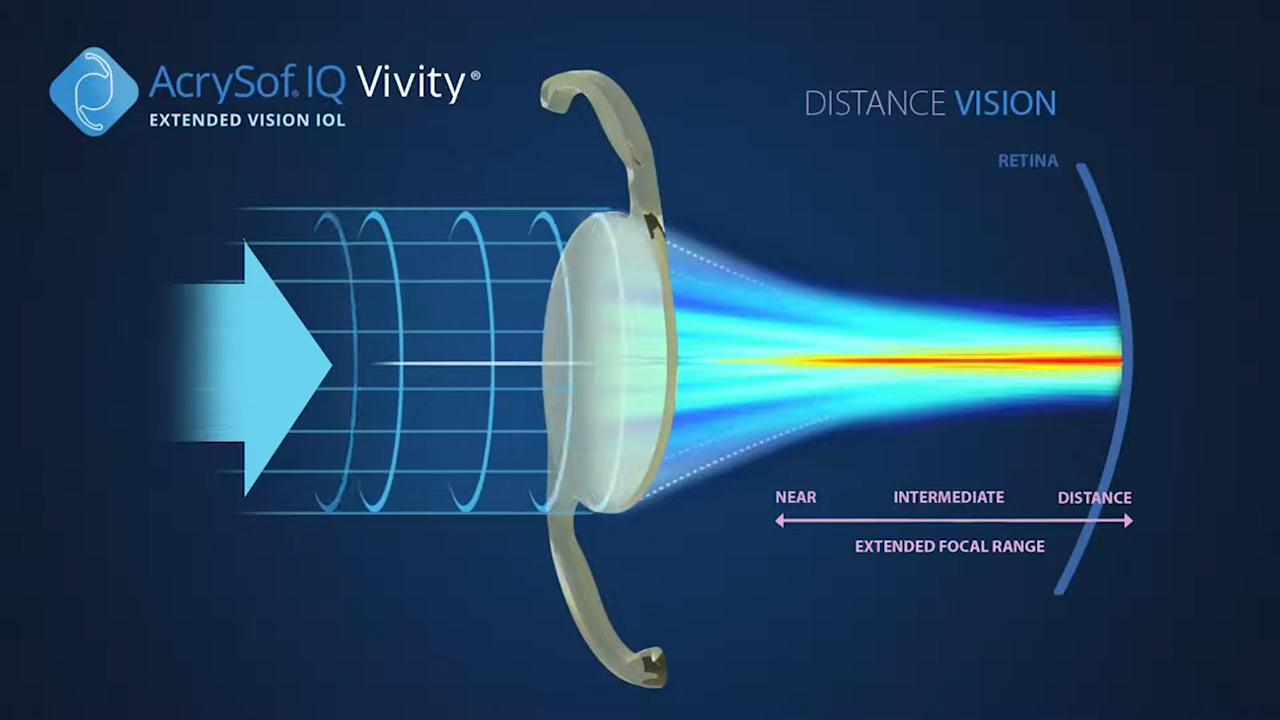 AcrySof® IQ Vivity®
EXTENDED VISION IOL
DISTANCE VISION
RETINA
NEAR INTERMEDIATE DISTANCE
EXTENDED FOCAL RANGE